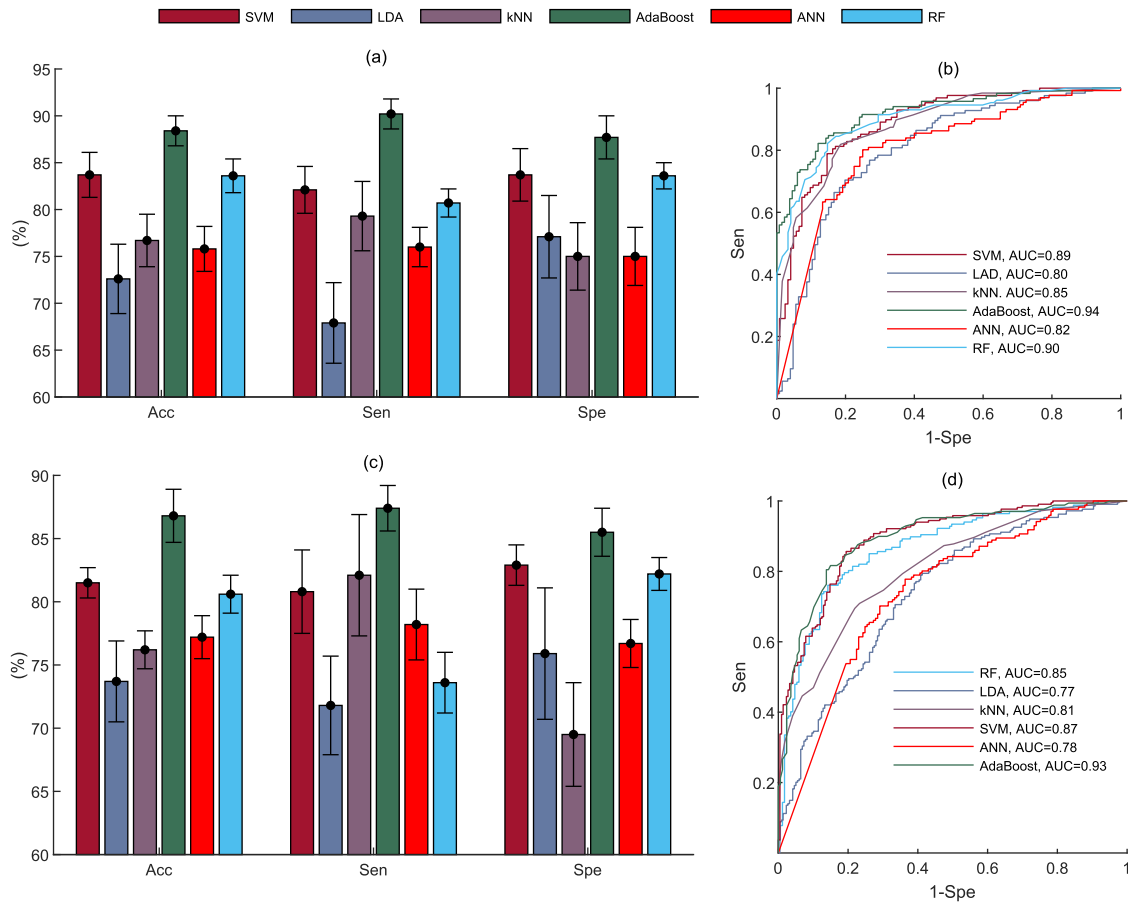 SVM LDA kNN AdaBoost ANN RF
(a)
95
90
85
80
75
70
65
60
(%)
Acc Sen Spe
(b)
1
0.8
0.6
0.4
0.2
Sen
SVM, AUC=0.89
LAD, AUC=0.80
kNN. AUC=0.85
AdaBoost, AUC=0.94
ANN, AUC=0.82
RF, AUC=0.90
0 0.2 0.4 0.6 0.8 1
1-Spe
(c)
90
85
80
75
70
65
60
(%)
Acc Sen Spe
(d)
1
0.8
0.6
0.4
0.2
Sen
RF, AUC=0.85
LDA, AUC=0.77
kNN, AUC=0.81
SVM, AUC=0.87
ANN, AUC=0.78
AdaBoost, AUC=0.93
0 0.2 0.4 0.6 0.8 1
1-Spe